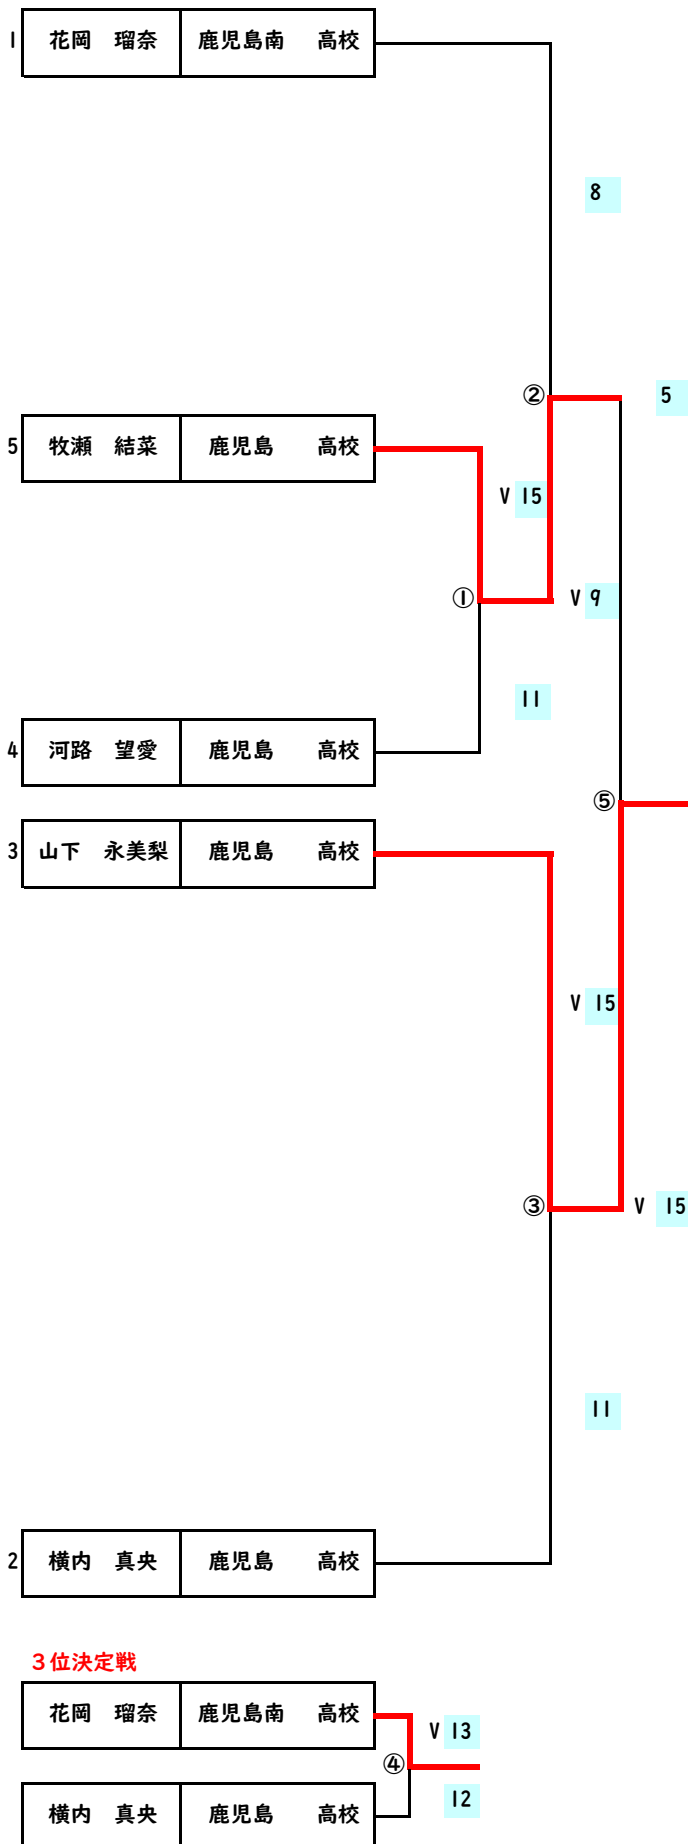 1 花岡 瑠奈 鹿児島南 高校
8
② 5
5 牧瀬 結菜 鹿児島 高校
V 15
① V 9
11
4 河路 望愛 鹿児島 高校
⑤
3 山下 永美梨 鹿児島 高校
V 15
③ V 15
11
2 横内 真央 鹿児島 高校
３位決定戦
花岡 瑠奈 鹿児島南 高校
V 13
④
12
横内 真央 鹿児島 高校